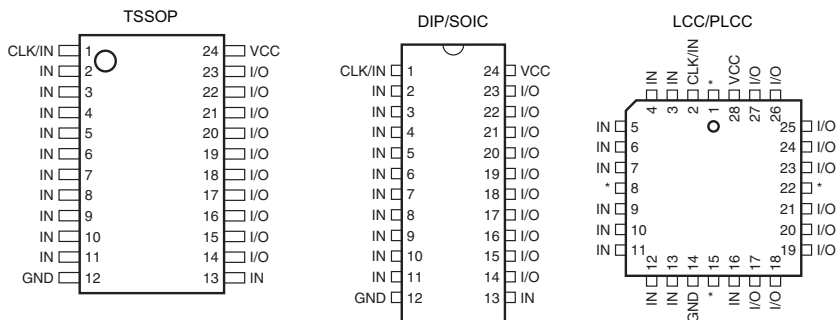 TSSOP
CLK/IN 1 24 VCC
IN 2 23 I/O
IN 3 22 I/O
IN 4 21 I/O
IN 5 20 I/O
IN 6 19 I/O
IN 7 18 I/O
IN 8 17 I/O
IN 9 16 I/O
IN 10 15 I/O
IN 11 14 I/O
GND 12 13 IN
DIP/SOIC
CLK/IN 1 24 VCC
IN 2 23 I/O
IN 3 22 I/O
IN 4 21 I/O
IN 5 20 I/O
IN 6 19 I/O
IN 7 18 I/O
IN 8 17 I/O
IN 9 16 I/O
IN 10 15 I/O
IN 11 14 I/O
GND 12 13 IN
LCC/PLCC
IN IN CLK/IN * VCC I/O I/O
4 3 2 1 28 27 26
IN 5 25 I/O
IN 6 24 I/O
IN 7 23 I/O
* 8 22 *
IN 9 21 I/O
IN 10 20 I/O
IN 11 19 I/O
12 13 14 15 16 17 18
IN IN GND * IN I/O I/O